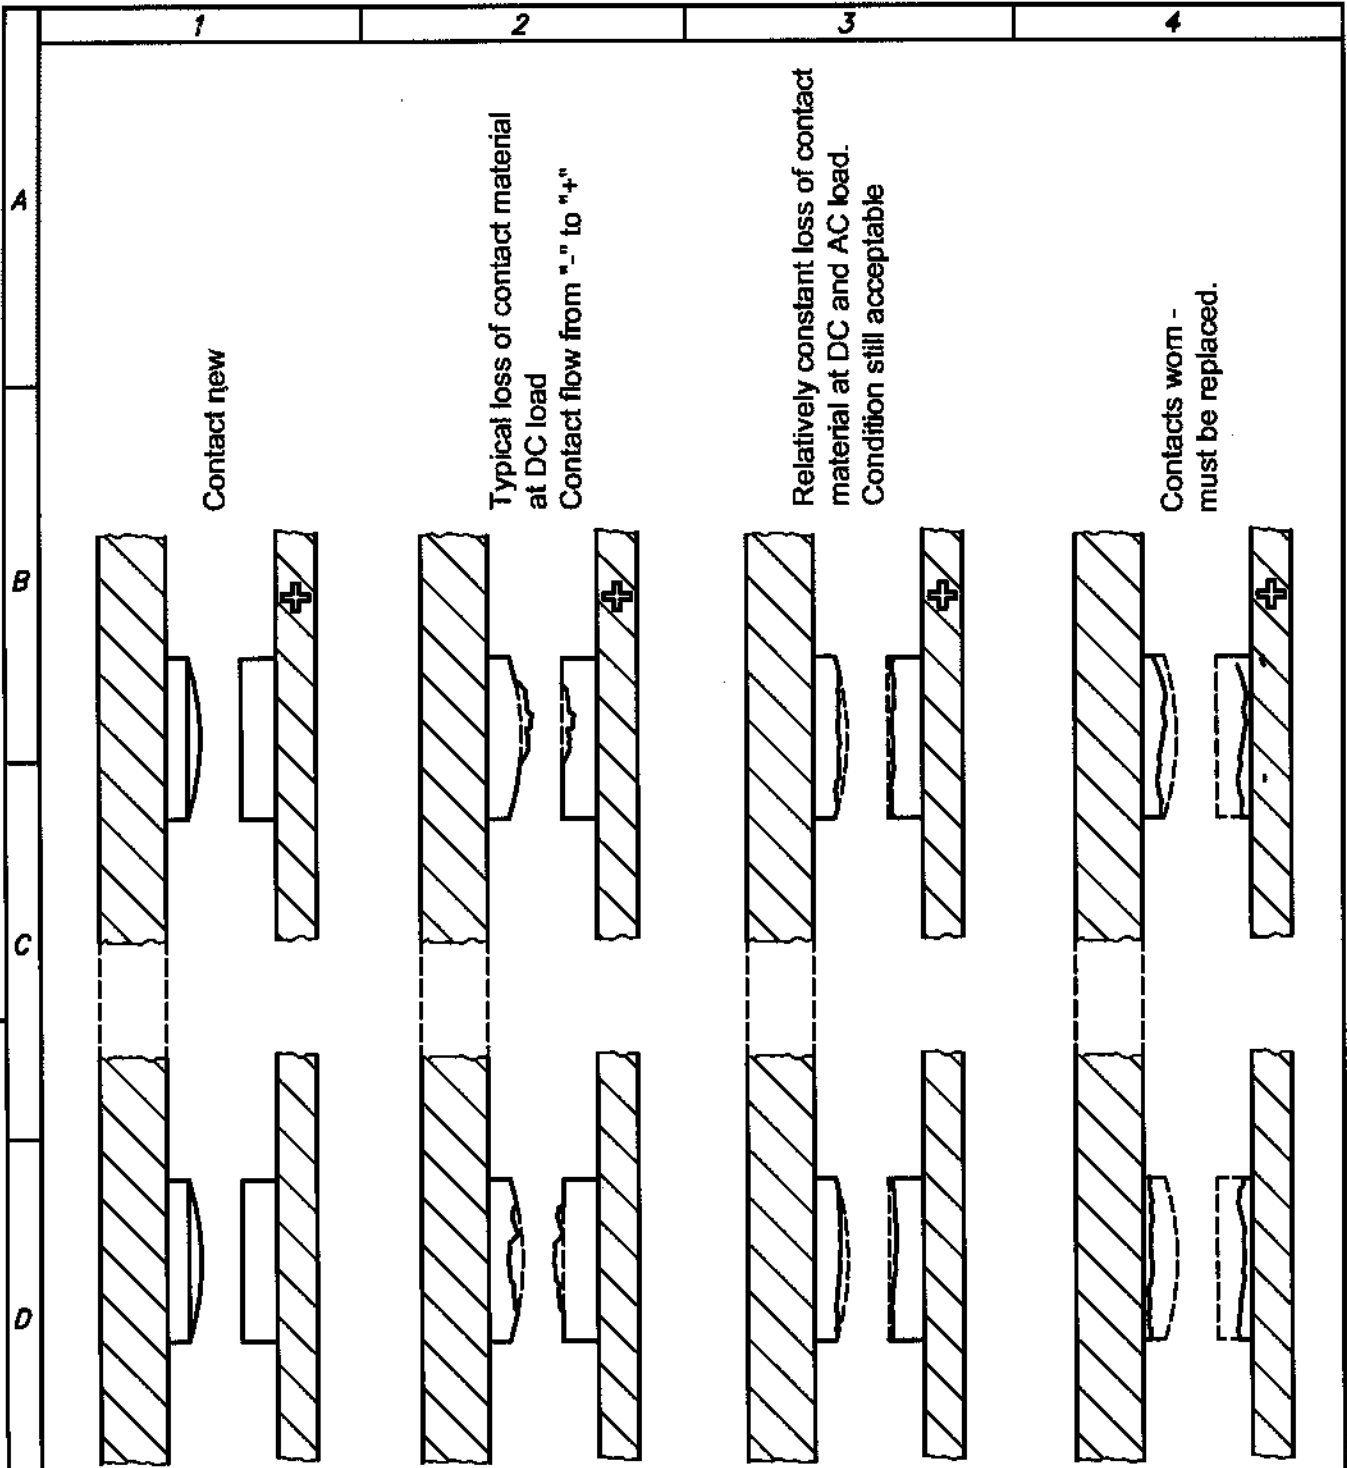 1
2
3
4
A
B
C
D
Contact new
Typical loss of contact material
at DC load
Contact flow from "-" to "+"
Relatively constant loss of contact
material at DC and AC load.
Condition still acceptable
Contacts worn -
must be replaced.